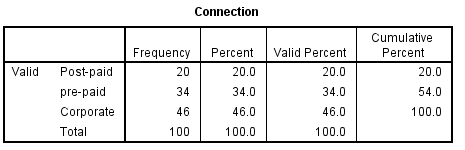 Connection
Frequency Percent Valid Percent Cumulative Percent
Valid Post-paid 20 20.0 20.0 20.0
pre-paid 34 34.0 34.0 54.0
Corporate 46 46.0 46.0 100.0
Total 100 100.0 100.0